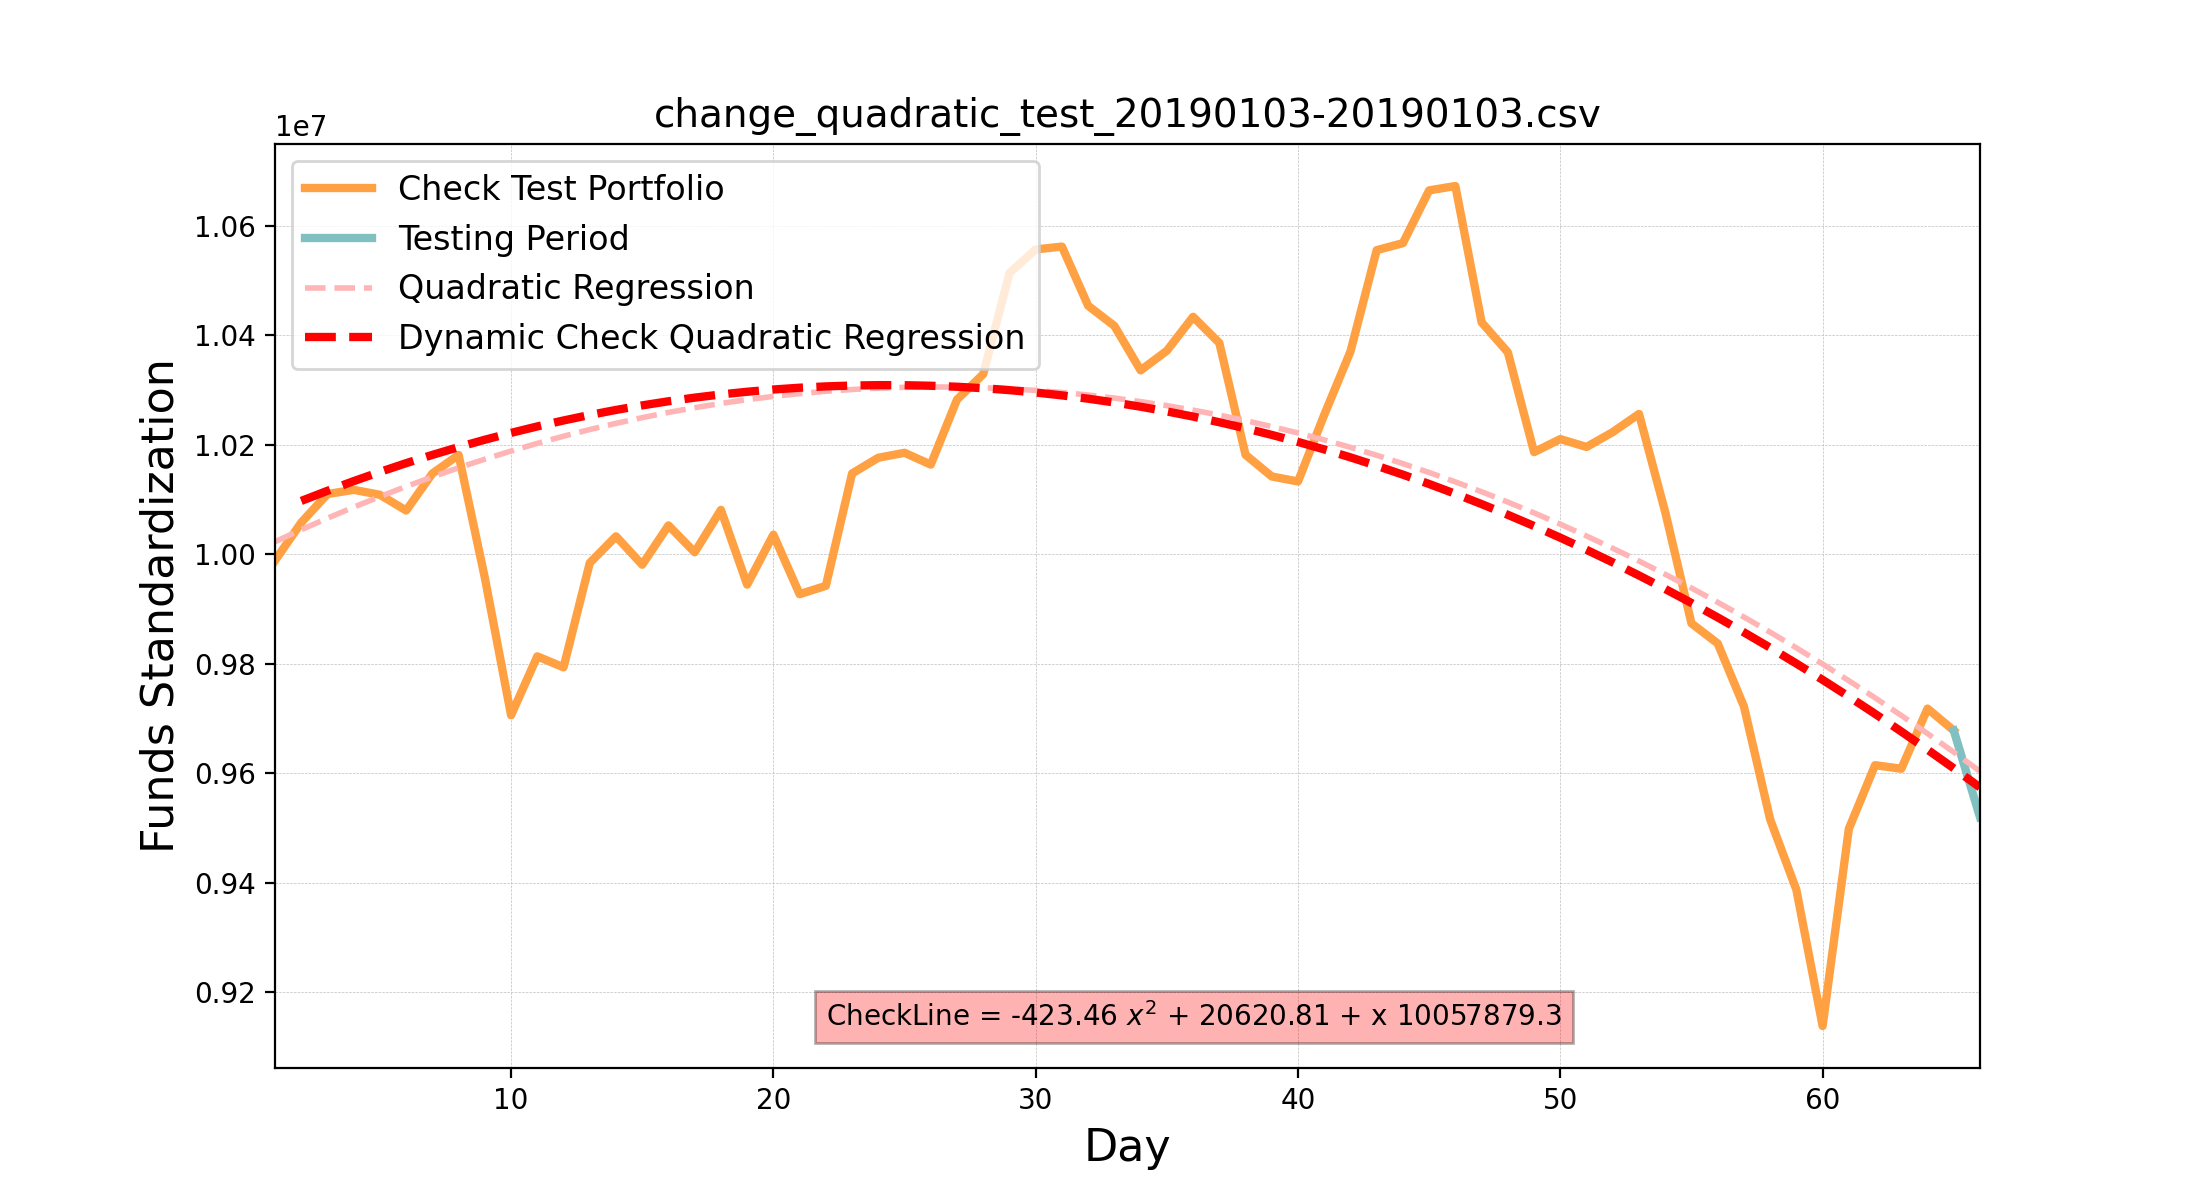 change_quadratic_test_20190103-20190103.csv
1e7
Check Test Portfolio
Testing Period
Quadratic Regression
Dynamic Check Quadratic Regression
1.06
1.04
1.02
1.00
0.98
0.96
0.94
0.92
Funds Standardization
CheckLine = -423.46 x² + 20620.81 + x 10057879.3
10 20 30 40 50 60
Day